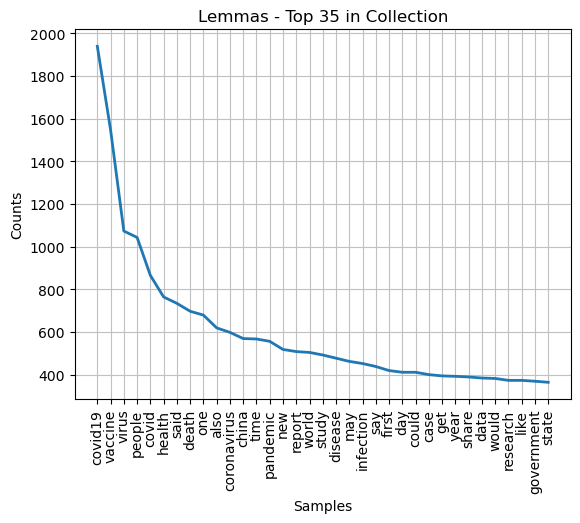 Lemmas - Top 35 in Collection
2000
1800
1600
1400
1200
1000
800
600
400
Counts
covid19
vaccine
virus
people
covid
health
said
death
one
also
coronavirus
china
time
pandemic
new
report
world
study
disease
may
infection
say
first
day
could
case
get
year
share
data
would
research
like
government
state
Samples